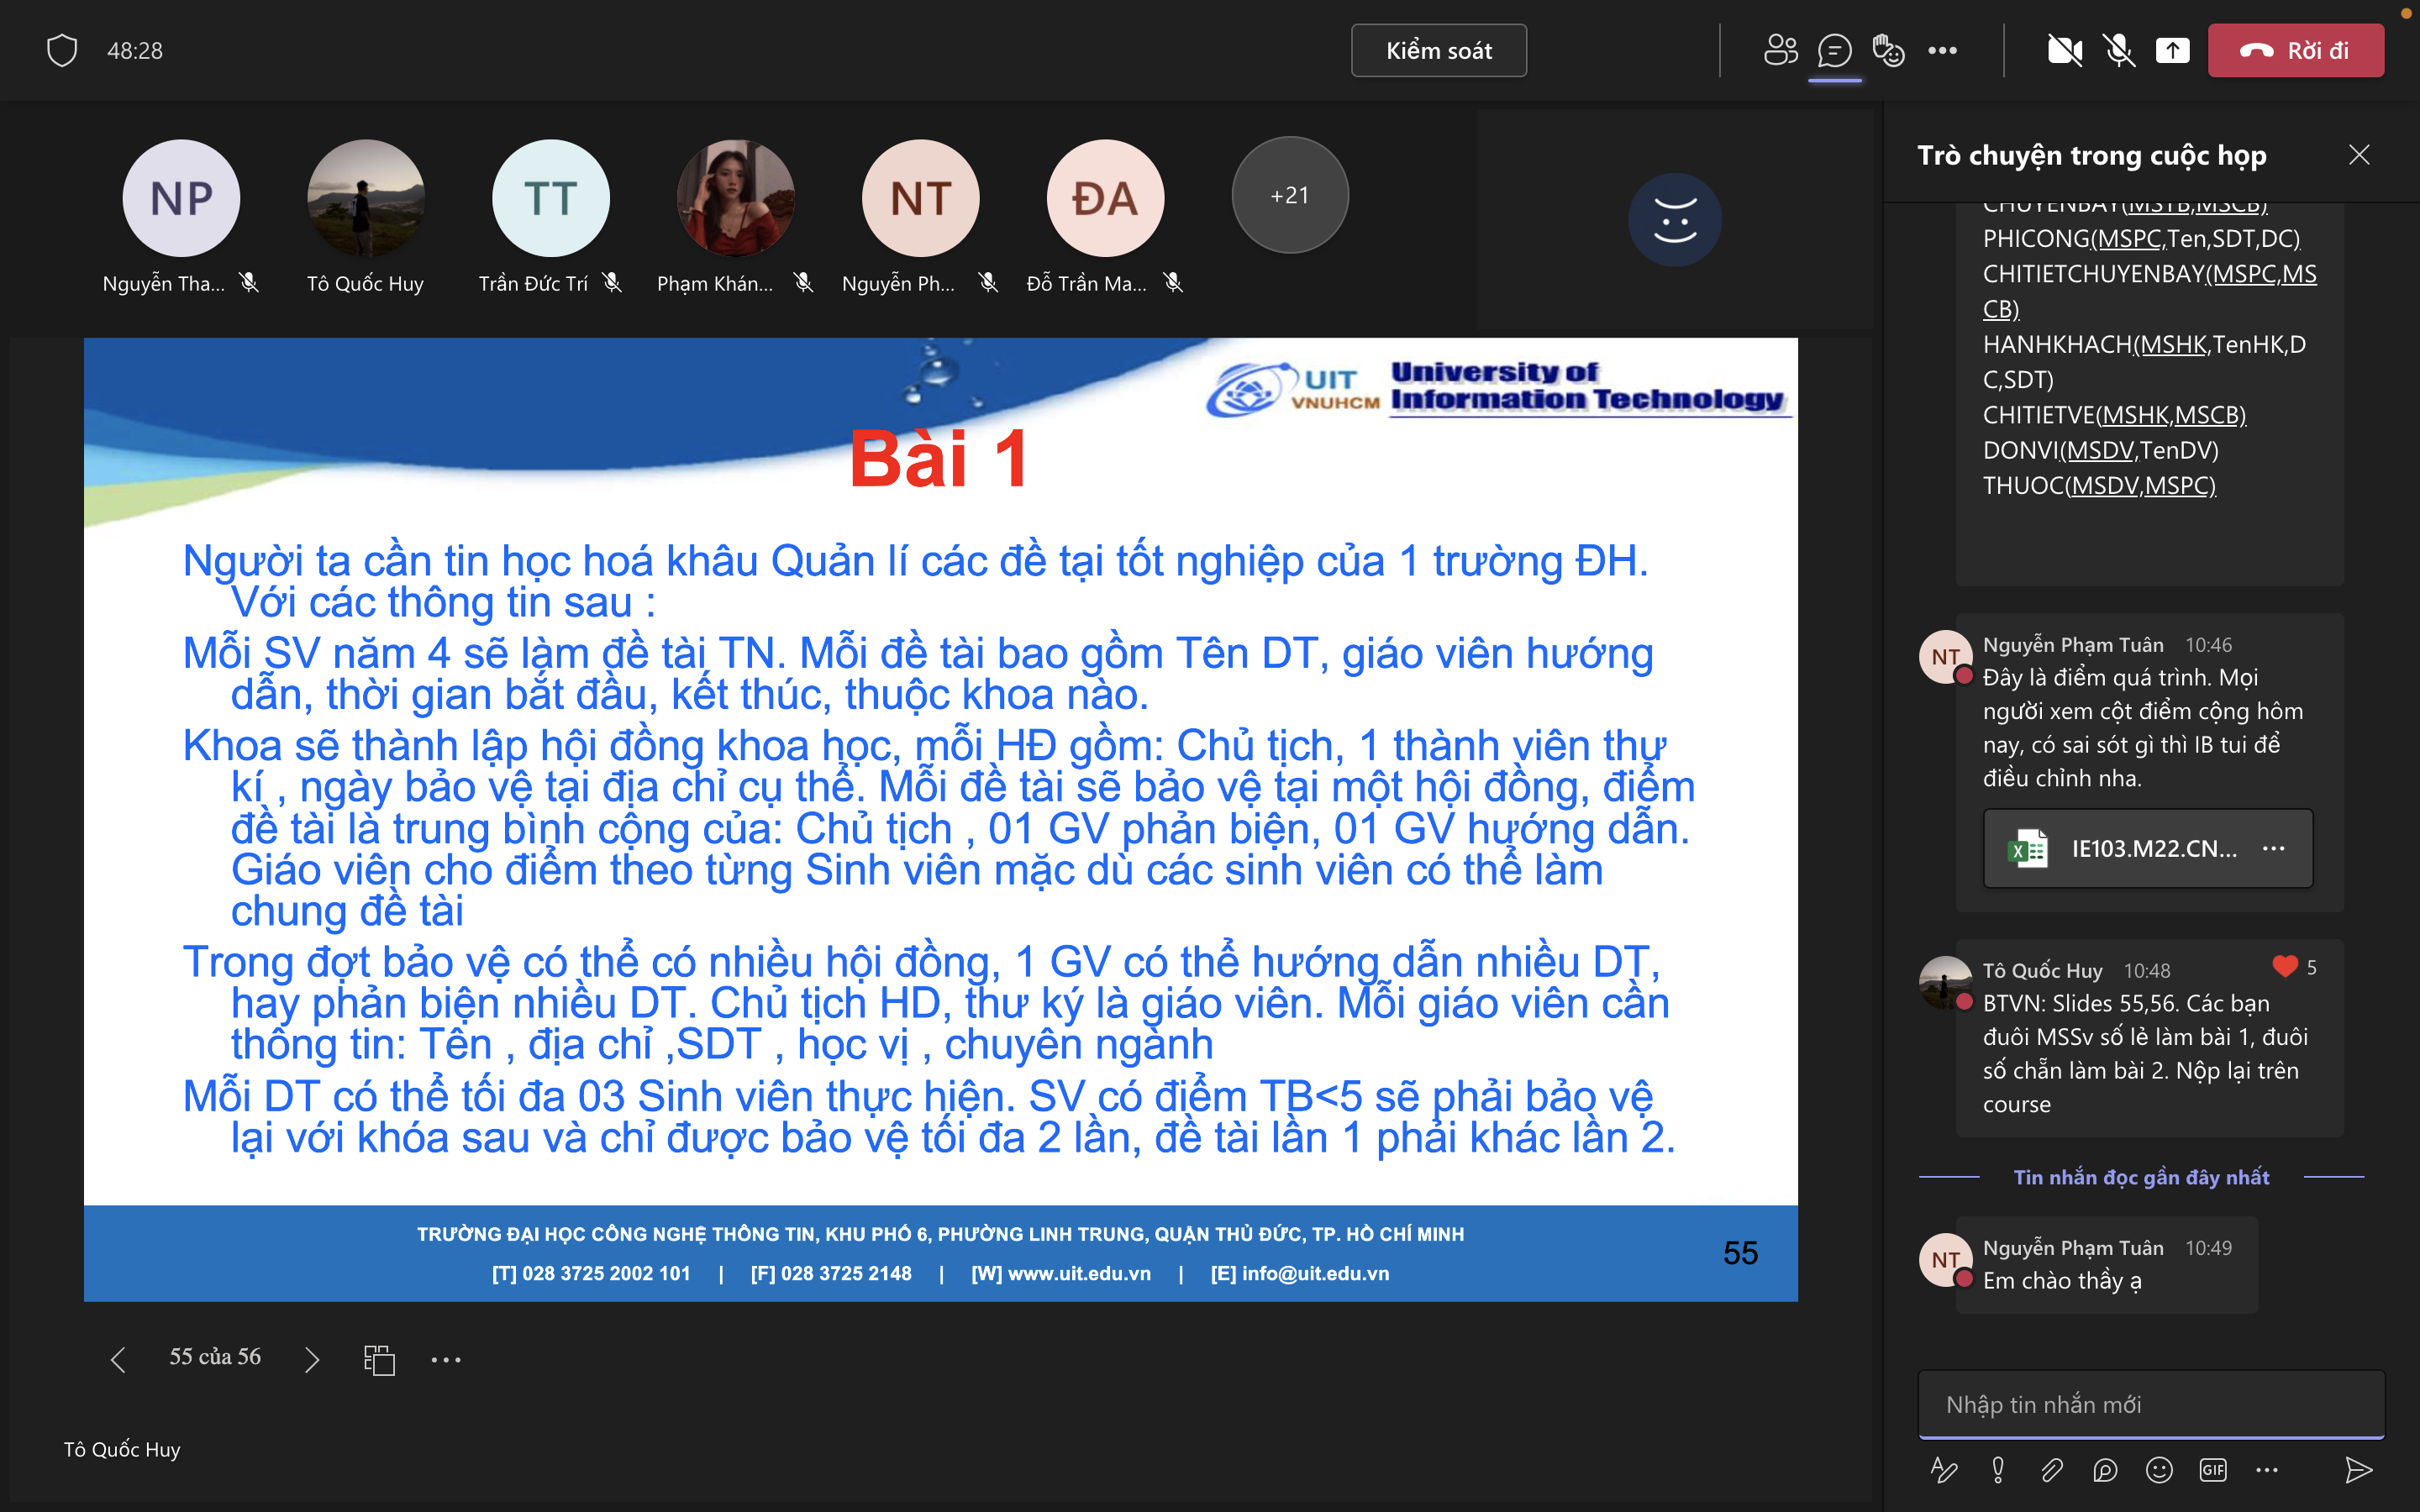 48:28
Kiểm soát
Rời đi
NP
TT
NT
ĐA
+21
Nguyễn Tha...
Tô Quốc Huy
Trần Đức Trí
Phạm Khán...
Nguyễn Ph...
Đỗ Trần Ma...
UIT
VNUHCM
University of
Information Technology
Bài 1
Người ta cần tin học hoá khâu Quản lí các đề tại tốt nghiệp của 1 trường ĐH.
Với các thông tin sau :
Mỗi SV năm 4 sẽ làm đề tài TN. Mỗi đề tài bao gồm Tên DT, giáo viên hướng
dẫn, thời gian bắt đầu, kết thúc, thuộc khoa nào.
Khoa sẽ thành lập hội đồng khoa học, mỗi HĐ gồm: Chủ tịch, 1 thành viên thư
kí , ngày bảo vệ tại địa chỉ cụ thể. Mỗi đề tài sẽ bảo vệ tại một hội đồng, điểm
đề tài là trung bình cộng của: Chủ tịch , 01 GV phản biện, 01 GV hướng dẫn.
Giáo viên cho điểm theo từng Sinh viên mặc dù các sinh viên có thể làm
chung đề tài
Trong đợt bảo vệ có thể có nhiều hội đồng, 1 GV có thể hướng dẫn nhiều DT,
hay phản biện nhiều DT. Chủ tịch HD, thư ký là giáo viên. Mỗi giáo viên cần
thông tin: Tên , địa chỉ ,SDT , học vị , chuyên ngành
Mỗi DT có thể tối đa 03 Sinh viên thực hiện. SV có điểm TB<5 sẽ phải bảo vệ
lại với khóa sau và chỉ được bảo vệ tối đa 2 lần, đề tài lần 1 phải khác lần 2.
TRƯỜNG ĐẠI HỌC CÔNG NGHỆ THÔNG TIN, KHU PHỐ 6, PHƯỜNG LINH TRUNG, QUẬN THỦ ĐỨC, TP. HỒ CHÍ MINH
[T] 028 3725 2002 101 | [F] 028 3725 2148 | [W] www.uit.edu.vn | [E] info@uit.edu.vn
55
55 của 56
Tô Quốc Huy
Trò chuyện trong cuộc họp
CHUYENBAY(MSTB,MSCB)
PHICONG(MSPC,Ten,SDT,DC)
CHITIETCHUYENBAY(MSPC,MS
CB)
HANHKHACH(MSHK,TenHK,D
C,SDT)
CHITIETVE(MSHK,MSCB)
DONVI(MSDV,TenDV)
THUOC(MSDV,MSPC)
NT
Nguyễn Phạm Tuân 10:46
Đây là điểm quá trình. Mọi
người xem cột điểm cộng hôm
nay, có sai sót gì thì IB tui để
điều chỉnh nha.
X
IE103.M22.CN...
Tô Quốc Huy 10:48 5
BTVN: Slides 55,56. Các bạn
đuôi MSSv số lẻ làm bài 1, đuôi
số chẵn làm bài 2. Nộp lại trên
course
Tin nhắn đọc gần đây nhất
NT
Nguyễn Phạm Tuân 10:49
Em chào thầy ạ
Nhập tin nhắn mới
GIF